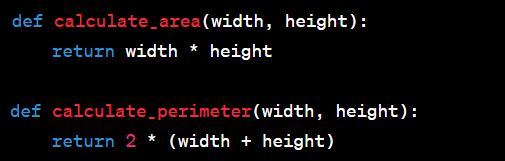 def calculate_area(width, height):
    return width * height

def calculate_perimeter(width, height):
    return 2 * (width + height)